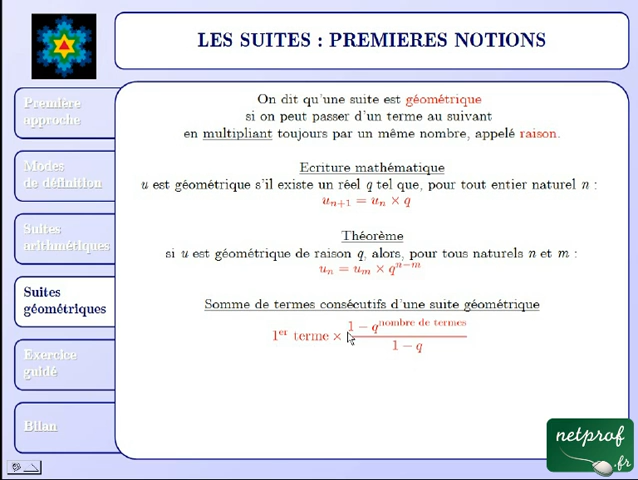 LES SUITES : PREMIERES NOTIONS
Première
approche
Modes
de définition
Suites
arithmétiques
Suites
géométriques
Exercice
guidé
Bilan
On dit qu'une suite est géométrique
si on peut passer d'un terme au suivant
en multipliant toujours par un même nombre, appelé raison.
Ecriture mathématique
u est géométrique s'il existe un réel q tel que, pour tout entier naturel n :
uₙ₊₁ = uₙ × q
Théorème
si u est géométrique de raison q, alors, pour tous naturels n et m :
uₙ = uₘ × qⁿ⁻ᵐ
Somme de termes consécutifs d'une suite géométrique
1er terme × (1 − q^nombre de termes) / (1 − q)
netprof
.fr